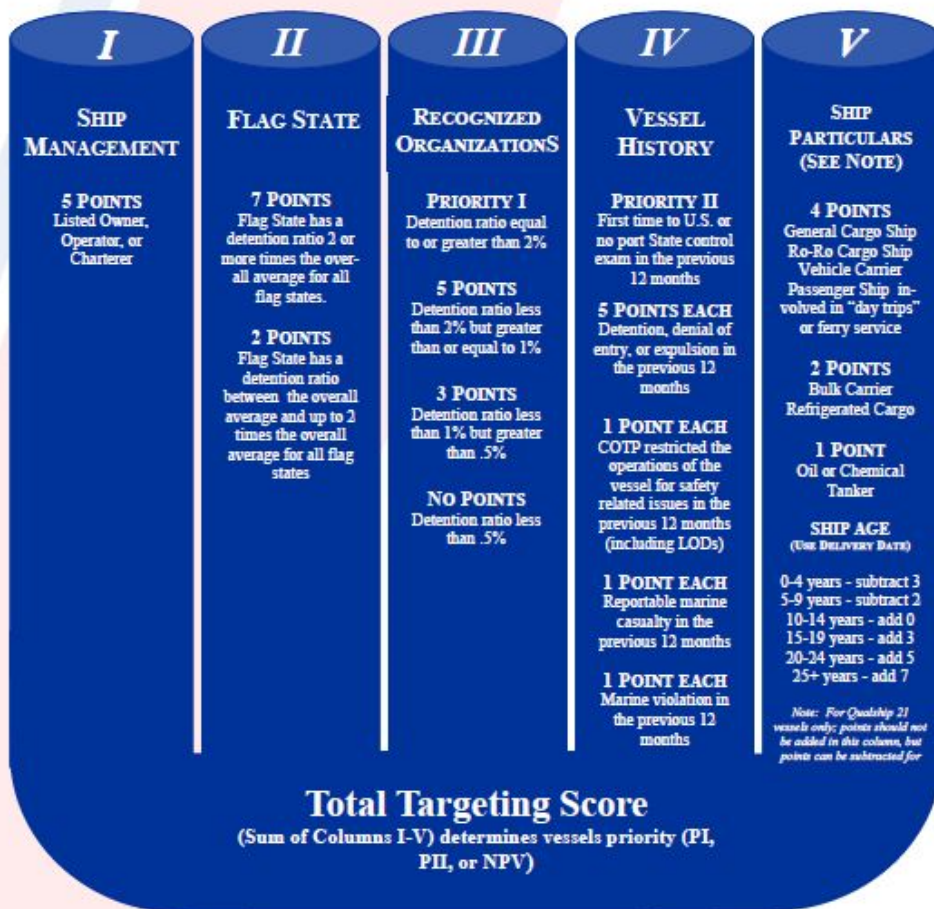 I
SHIP
MANAGEMENT
5 POINTS
Listed Owner,
Operator, or
Charterer
II
FLAG STATE
7 POINTS
Flag State has a
detention ratio 2 or
more times the over-
all average for all
flag states.
2 POINTS
Flag State has a
detention ratio
between the overall
average and up to 2
times the overall
average for all flag
states
III
RECOGNIZED
ORGANIZATIONS
PRIORITY I
Detention ratio equal
to or greater than 2%
5 POINTS
Detention ratio less
than 2% but greater
than or equal to 1%
3 POINTS
Detention ratio less
than 1% but greater
than .5%
NO POINTS
Detention ratio less
than .5%
IV
VESSEL
HISTORY
PRIORITY II
First time to U.S. or
no port State control
exam in the previous
12 months
5 POINTS EACH
Detention, denial of
entry, or expulsion in
the previous 12
months
1 POINT EACH
COTP restricted the
operations of the
vessel for safety
related issues in the
previous 12 months
(including LODs)
1 POINT EACH
Reportable marine
casualty in the
previous 12 months
1 POINT EACH
Marine violation in
the previous 12
months
V
SHIP
PARTICULARS
(SEE NOTE)
4 POINTS
General Cargo Ship
Ro-Ro Cargo Ship
Vehicle Carrier
Passenger Ship in-
volved in “day trips”
or ferry service
2 POINTS
Bulk Carrier
Refrigerated Cargo
1 POINT
Oil or Chemical
Tanker
SHIP AGE
(USE DELIVERY DATE)
0-4 years - subtract 3
5-9 years - subtract 2
10-14 years - add 0
15-19 years - add 3
20-24 years - add 5
25+ years - add 7
Note: For Qualship 21
vessels only; points should not
be added in this column, but
points can be subtracted for
Total Targeting Score
(Sum of Columns I-V) determines vessels priority (PI,
PII, or NPV)